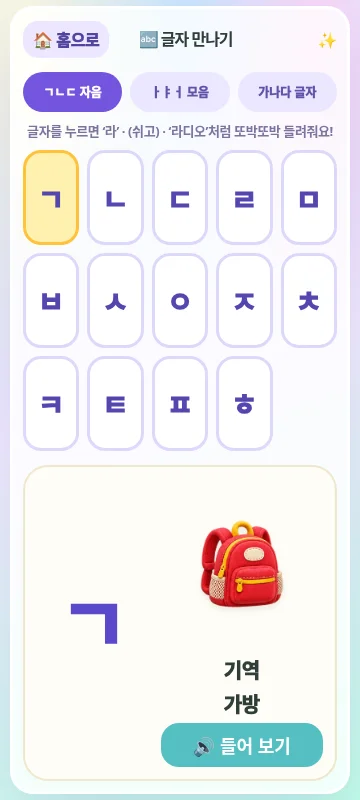 🏠 홈으로
🔤 글자 만나기
ㄱㄴㄷ 자음
ㅏㅑㅓ 모음
가나다 글자
글자를 누르면 ‘라’ · (쉬고) · ‘라디오’처럼 또박또박 들려줘요!
ㄱ ㄴ ㄷ ㄹ ㅁ
ㅂ ㅅ ㅇ ㅈ ㅊ
ㅋ ㅌ ㅍ ㅎ
ㄱ
기역
가방
🔊 들어 보기